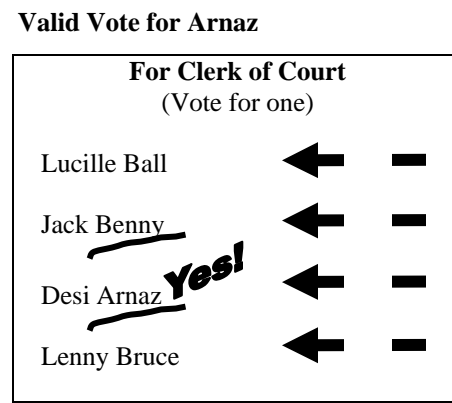 Valid Vote for Arnaz
For Clerk of Court
(Vote for one)
Lucille Ball
Jack Benny
Yes!
Desi Arnaz
Lenny Bruce